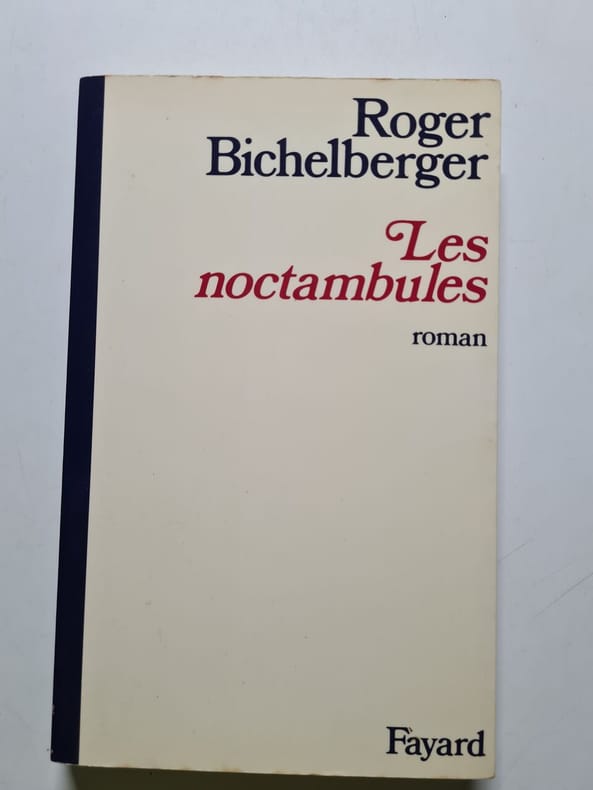 Roger
Bichelberger
Les
noctambules
roman
Fayard